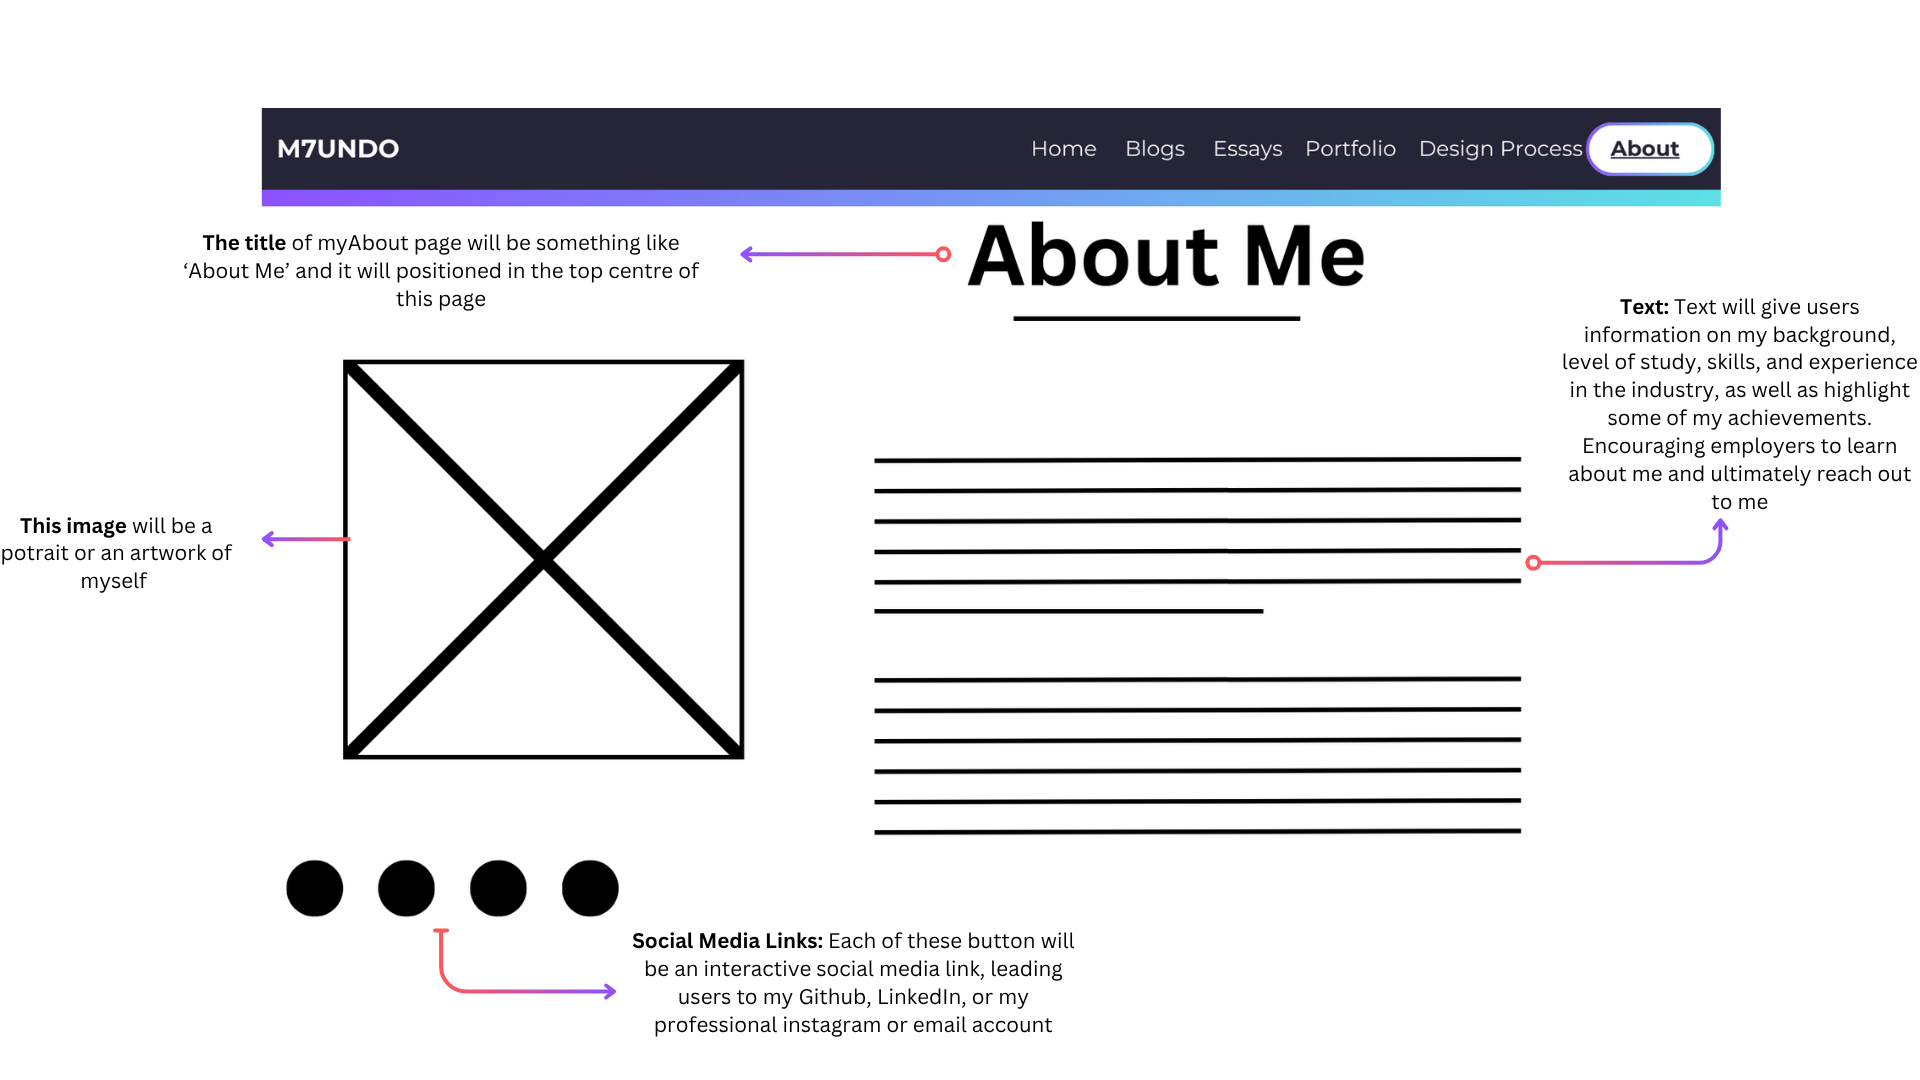 M7UNDO
Home Blogs Essays Portfolio Design Process About
The title of myAbout page will be something like
‘About Me’ and it will positioned in the top centre of
this page
About Me
Text: Text will give users
information on my background,
level of study, skills, and experience
in the industry, as well as highlight
some of my achievements.
Encouraging employers to learn
about me and ultimately reach out
to me
This image will be a
potrait or an artwork of
myself
Social Media Links: Each of these button will
be an interactive social media link, leading
users to my Github, LinkedIn, or my
professional instagram or email account